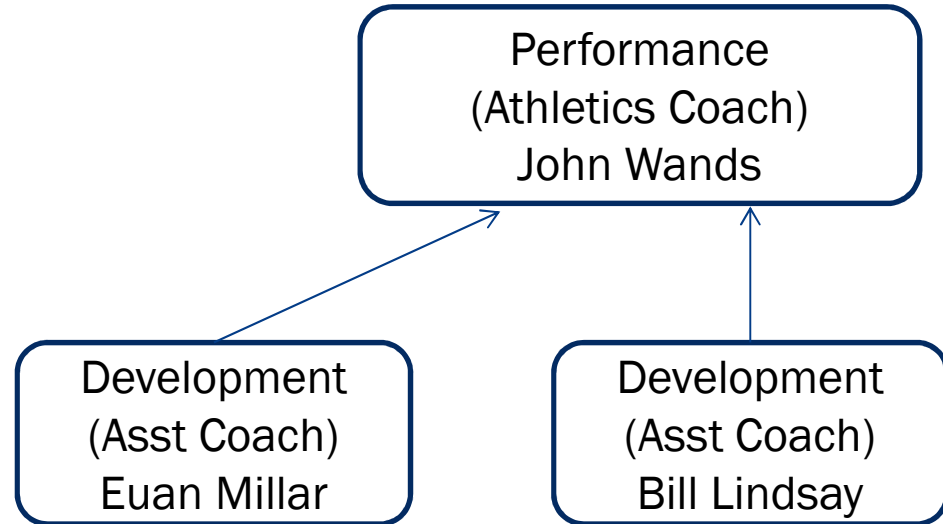 Performance
(Athletics Coach)
John Wands
Development
(Asst Coach)
Euan Millar
Development
(Asst Coach)
Bill Lindsay